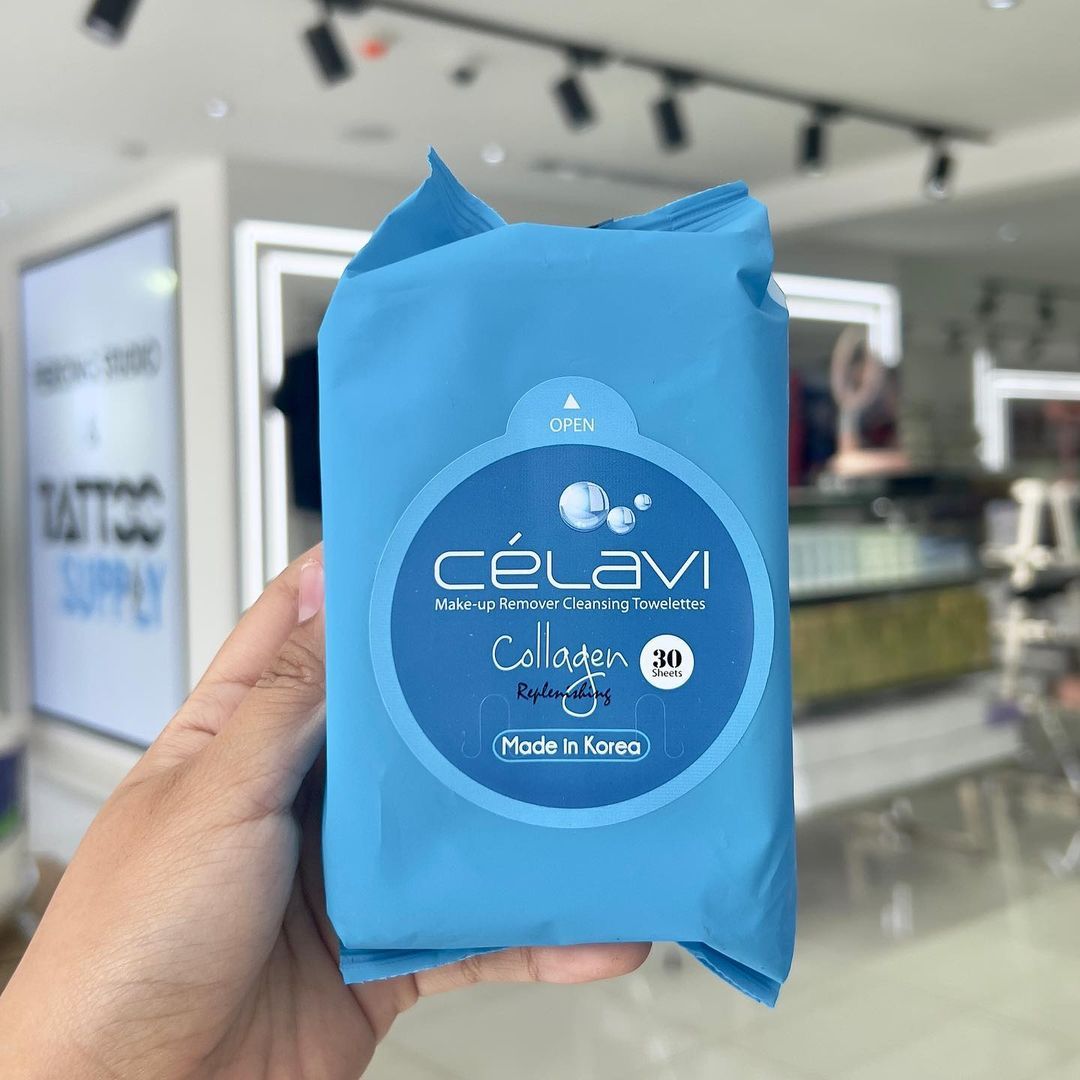 OPEN
CéLaVI
Make-up Remover Cleansing Towelettes
Collagen
30
Sheets
Replenishing
Made in Korea
STUDIO
&
TATTOO
SUPPLY